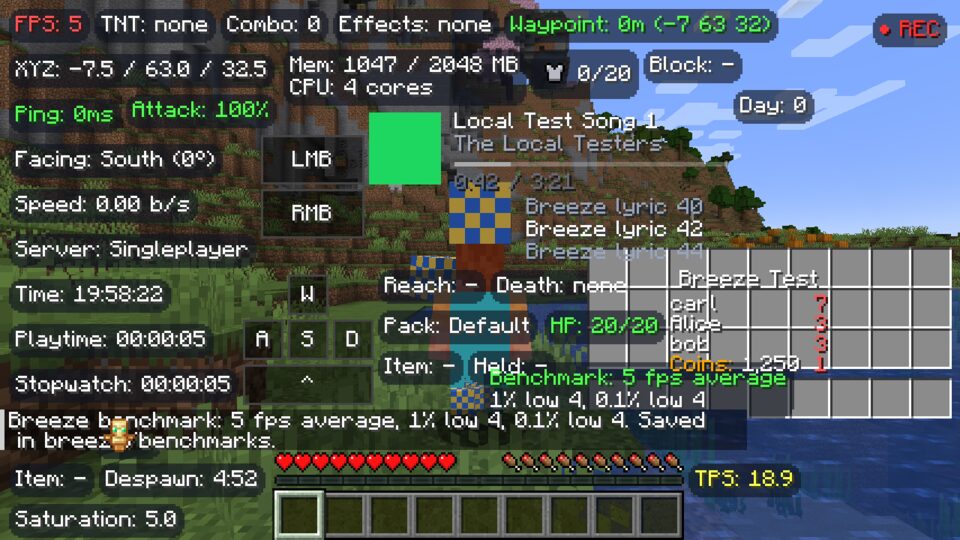 FPS: 5 TNT: none Combo: 0 Effects: none Waypoint: 0m (-7 63 32) REC
XYZ: -7.5 / 63.0 / 32.5
Mem: 1047 / 2048 MB
CPU: 4 cores
0/20
Block: -
Day: 0
Ping: 0ms
Attack: 100%
Local Test Song 1
The Local Testers
0:42 / 3:21
Facing: South (0°)
LMB
Speed: 0.00 b/s
RMB
Breeze lyric 40
Breeze lyric 42
Breeze lyric 44
Server: Singleplayer
Breeze Test
carl 7
Alice 3
bob 3
Coins: 1,250 1
Reach: - Death: none
Time: 19:58:22
W
Pack: Default HP: 20/20
Playtime: 00:00:05
A S D
Item: - Held: -
Stopwatch: 00:00:05
^
Benchmark: 5 fps average
1% low 4, 0.1% low 4
Breeze benchmark: 5 fps average, 1% low 4, 0.1% low 4. Saved
in breeze benchmarks.
Item: - Despawn: 4:52
TPS: 18.9
Saturation: 5.0